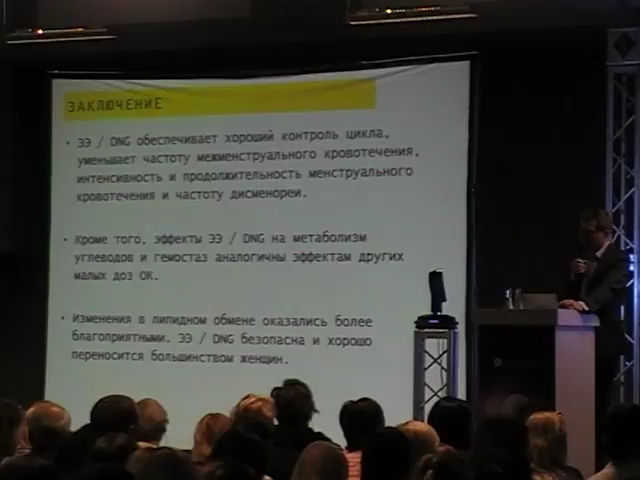 ЗАКЛЮЧЕНИЕ
· ЭЭ / DNG обеспечивает хороший контроль цикла,
уменьшает частоту межменструального кровотечения,
интенсивность и продолжительность менструального
кровотечения и частоту дисменореи.
· Кроме того, эффекты ЭЭ / DNG на метаболизм
углеводов и гемостаз аналогичны эффектам других
малых доз ОК.
· Изменения в липидном обмене оказались более
благоприятными. ЭЭ / DNG безопасна и хорошо
переносится большинством женщин.